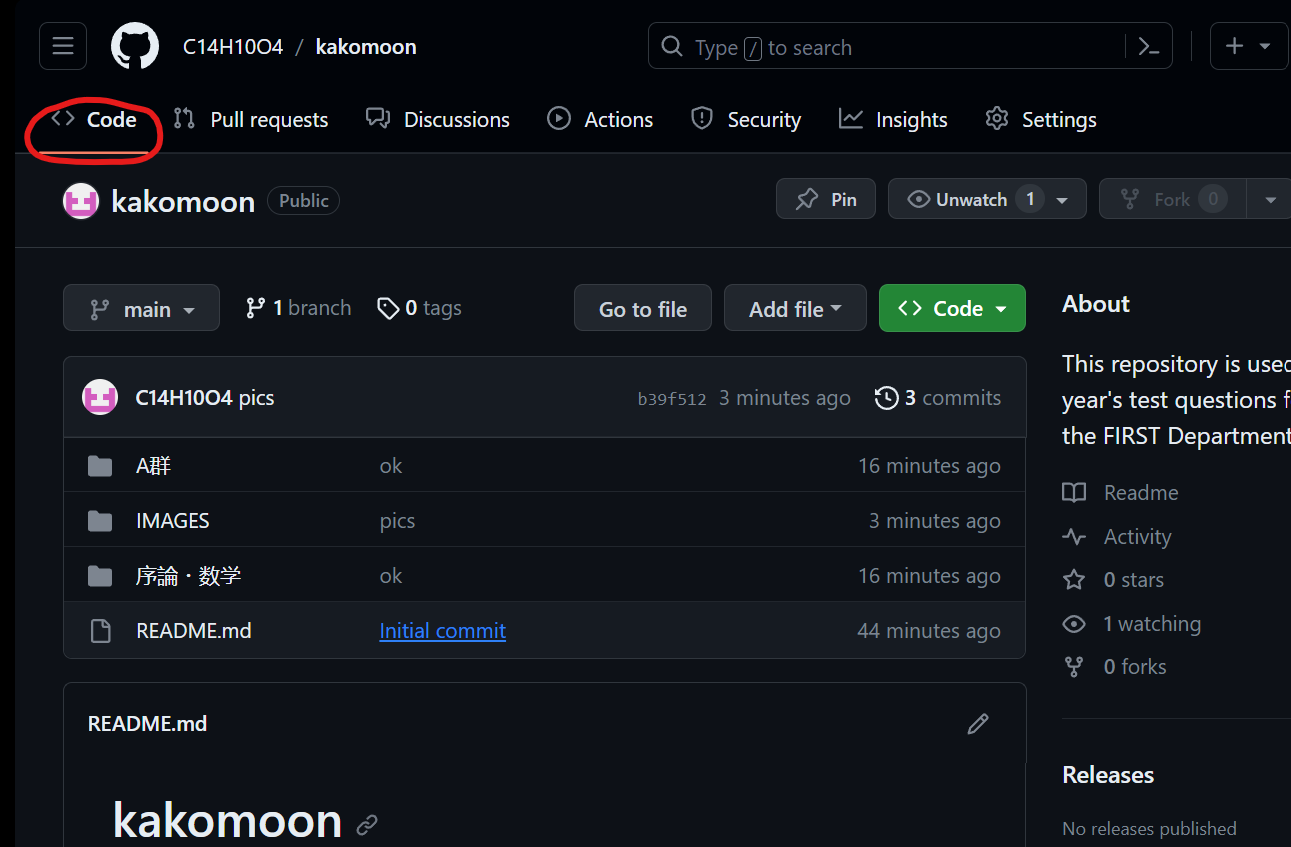 C14H10O4 / kakomoon
Type / to search
Code Pull requests Discussions Actions Security Insights Settings
kakomoon Public
Pin Unwatch 1 Fork 0
main 1 branch 0 tags Go to file Add file Code
C14H10O4 pics b39f512 3 minutes ago 3 commits
A群 ok 16 minutes ago
IMAGES pics 3 minutes ago
序論・数学 ok 16 minutes ago
README.md Initial commit 44 minutes ago
README.md
kakomoon
About
This repository is used
year's test questions f
the FIRST Department
Readme
Activity
0 stars
1 watching
0 forks
Releases
No releases published